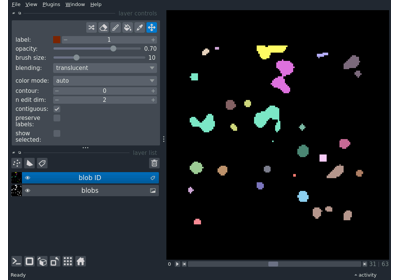 File View Plugins Window Help
layer controls
label: 1
opacity: 0.70
brush size: 10
blending: translucent
color mode: auto
contour: 0
n edit dim: 2
contiguous:
preserve
labels:
show
selected:
layer list
blob ID
blobs
31 63
Ready
activity